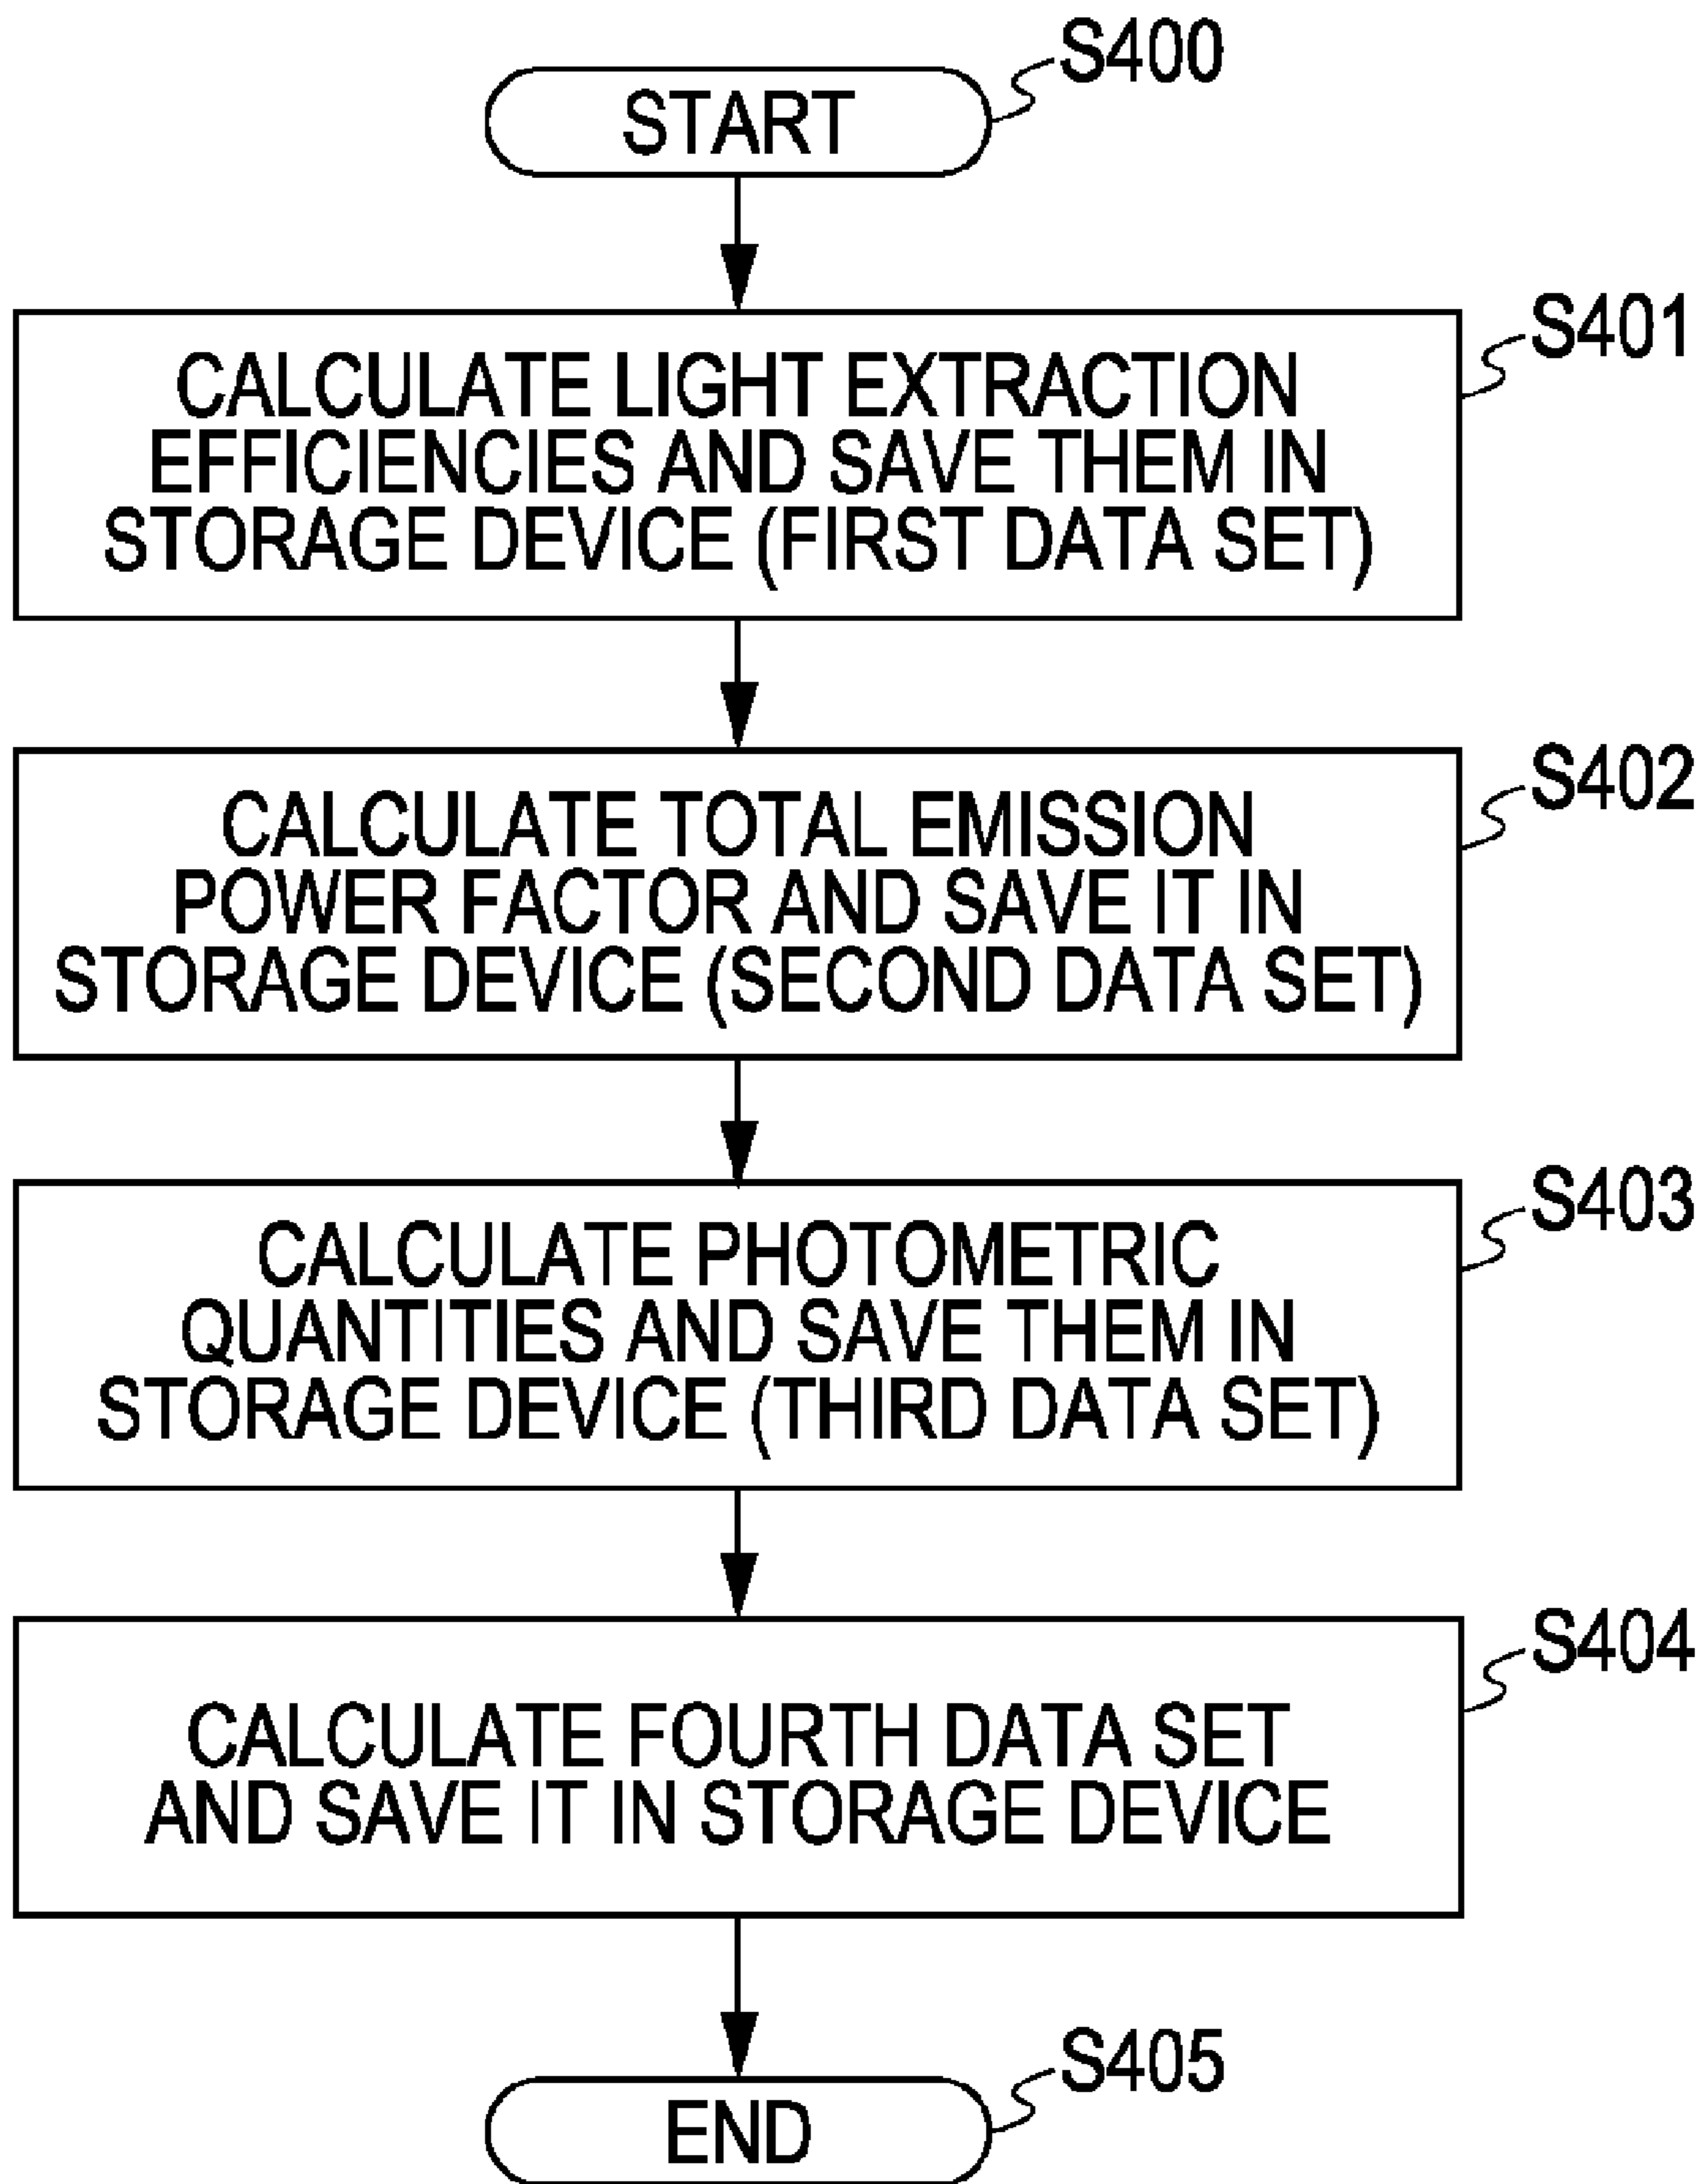 START
S400
CALCULATE LIGHT EXTRACTION
EFFICIENCIES AND SAVE THEM IN
STORAGE DEVICE (FIRST DATA SET)
S401
CALCULATE TOTAL EMISSION
POWER FACTOR AND SAVE IT IN
STORAGE DEVICE (SECOND DATA SET)
S402
CALCULATE PHOTOMETRIC
QUANTITIES AND SAVE THEM IN
STORAGE DEVICE (THIRD DATA SET)
S403
CALCULATE FOURTH DATA SET
AND SAVE IT IN STORAGE DEVICE
S404
END
S405